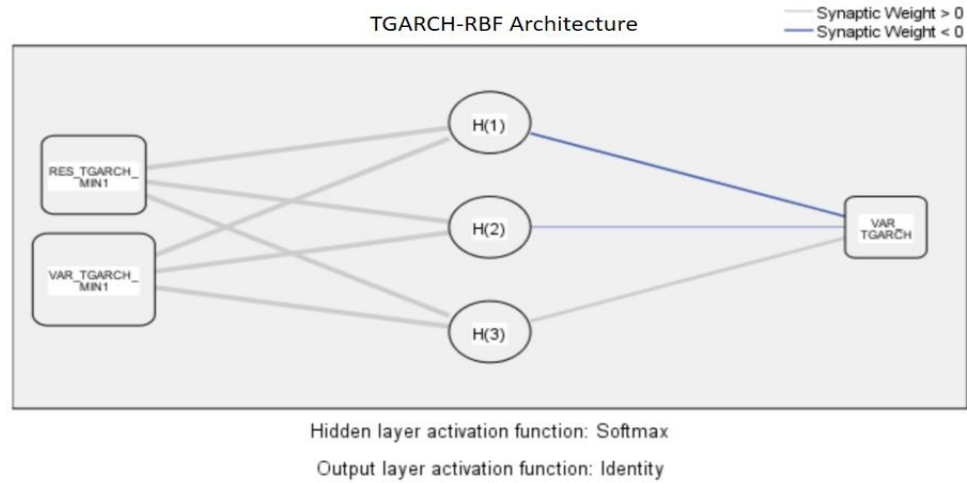 TGARCH-RBF Architecture
Synaptic Weight > 0
Synaptic Weight < 0
RES_TGARCH_
MIN1
VAR_TGARCH_
MIN1
H(1)
H(2)
H(3)
VAR_
TGARCH
Hidden layer activation function: Softmax
Output layer activation function: Identity